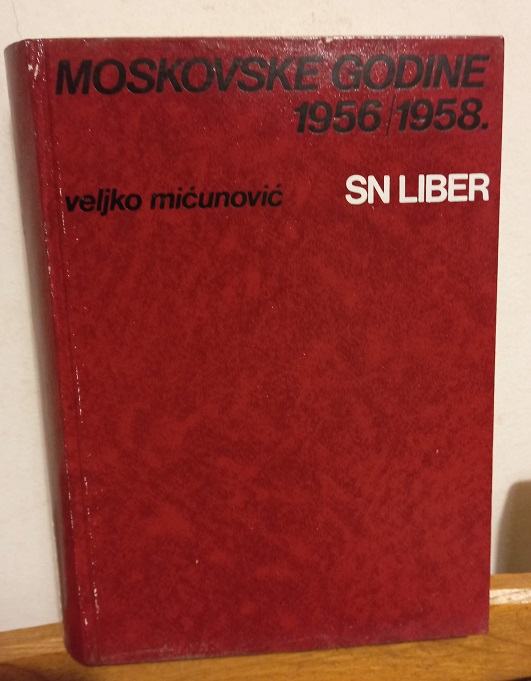 MOSKOVSKE GODINE
1956/1958.
veljko mićunović
SN LIBER